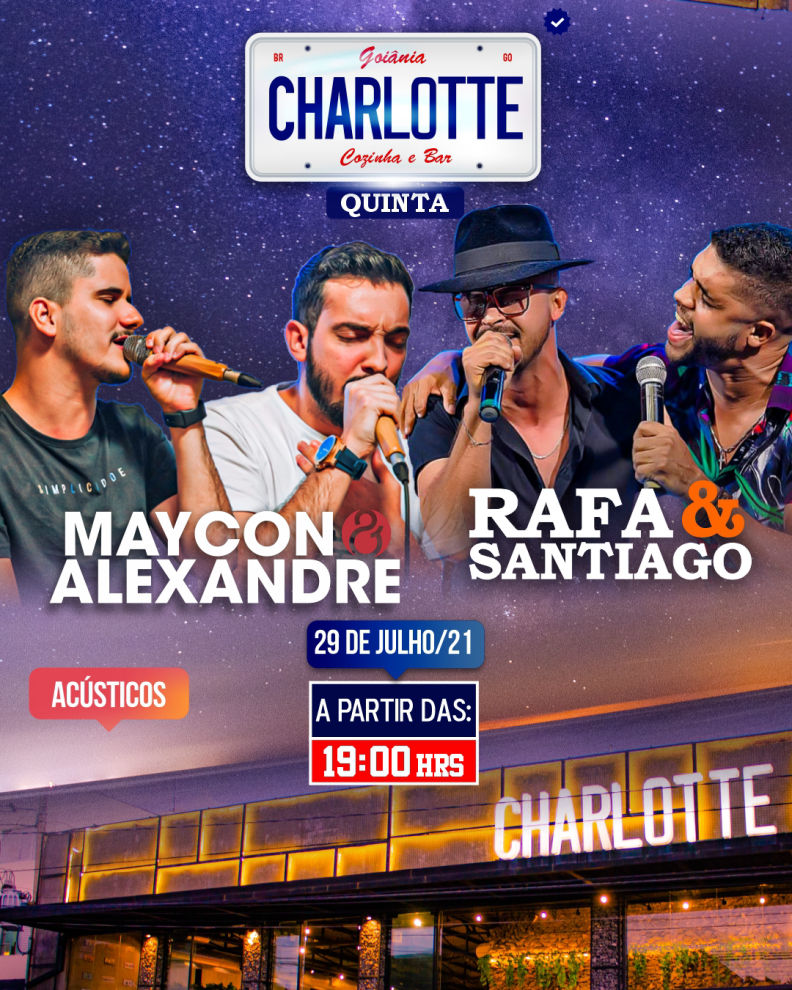 BR
Goiânia
GO
CHARLOTTE
Cozinha e Bar
QUINTA
SIMPLICIDADE
MAYCON &
ALEXANDRE
RAFA &
SANTIAGO
29 DE JULHO/21
ACÚSTICOS
A PARTIR DAS:
19:00 HRS
CHARLOTTE